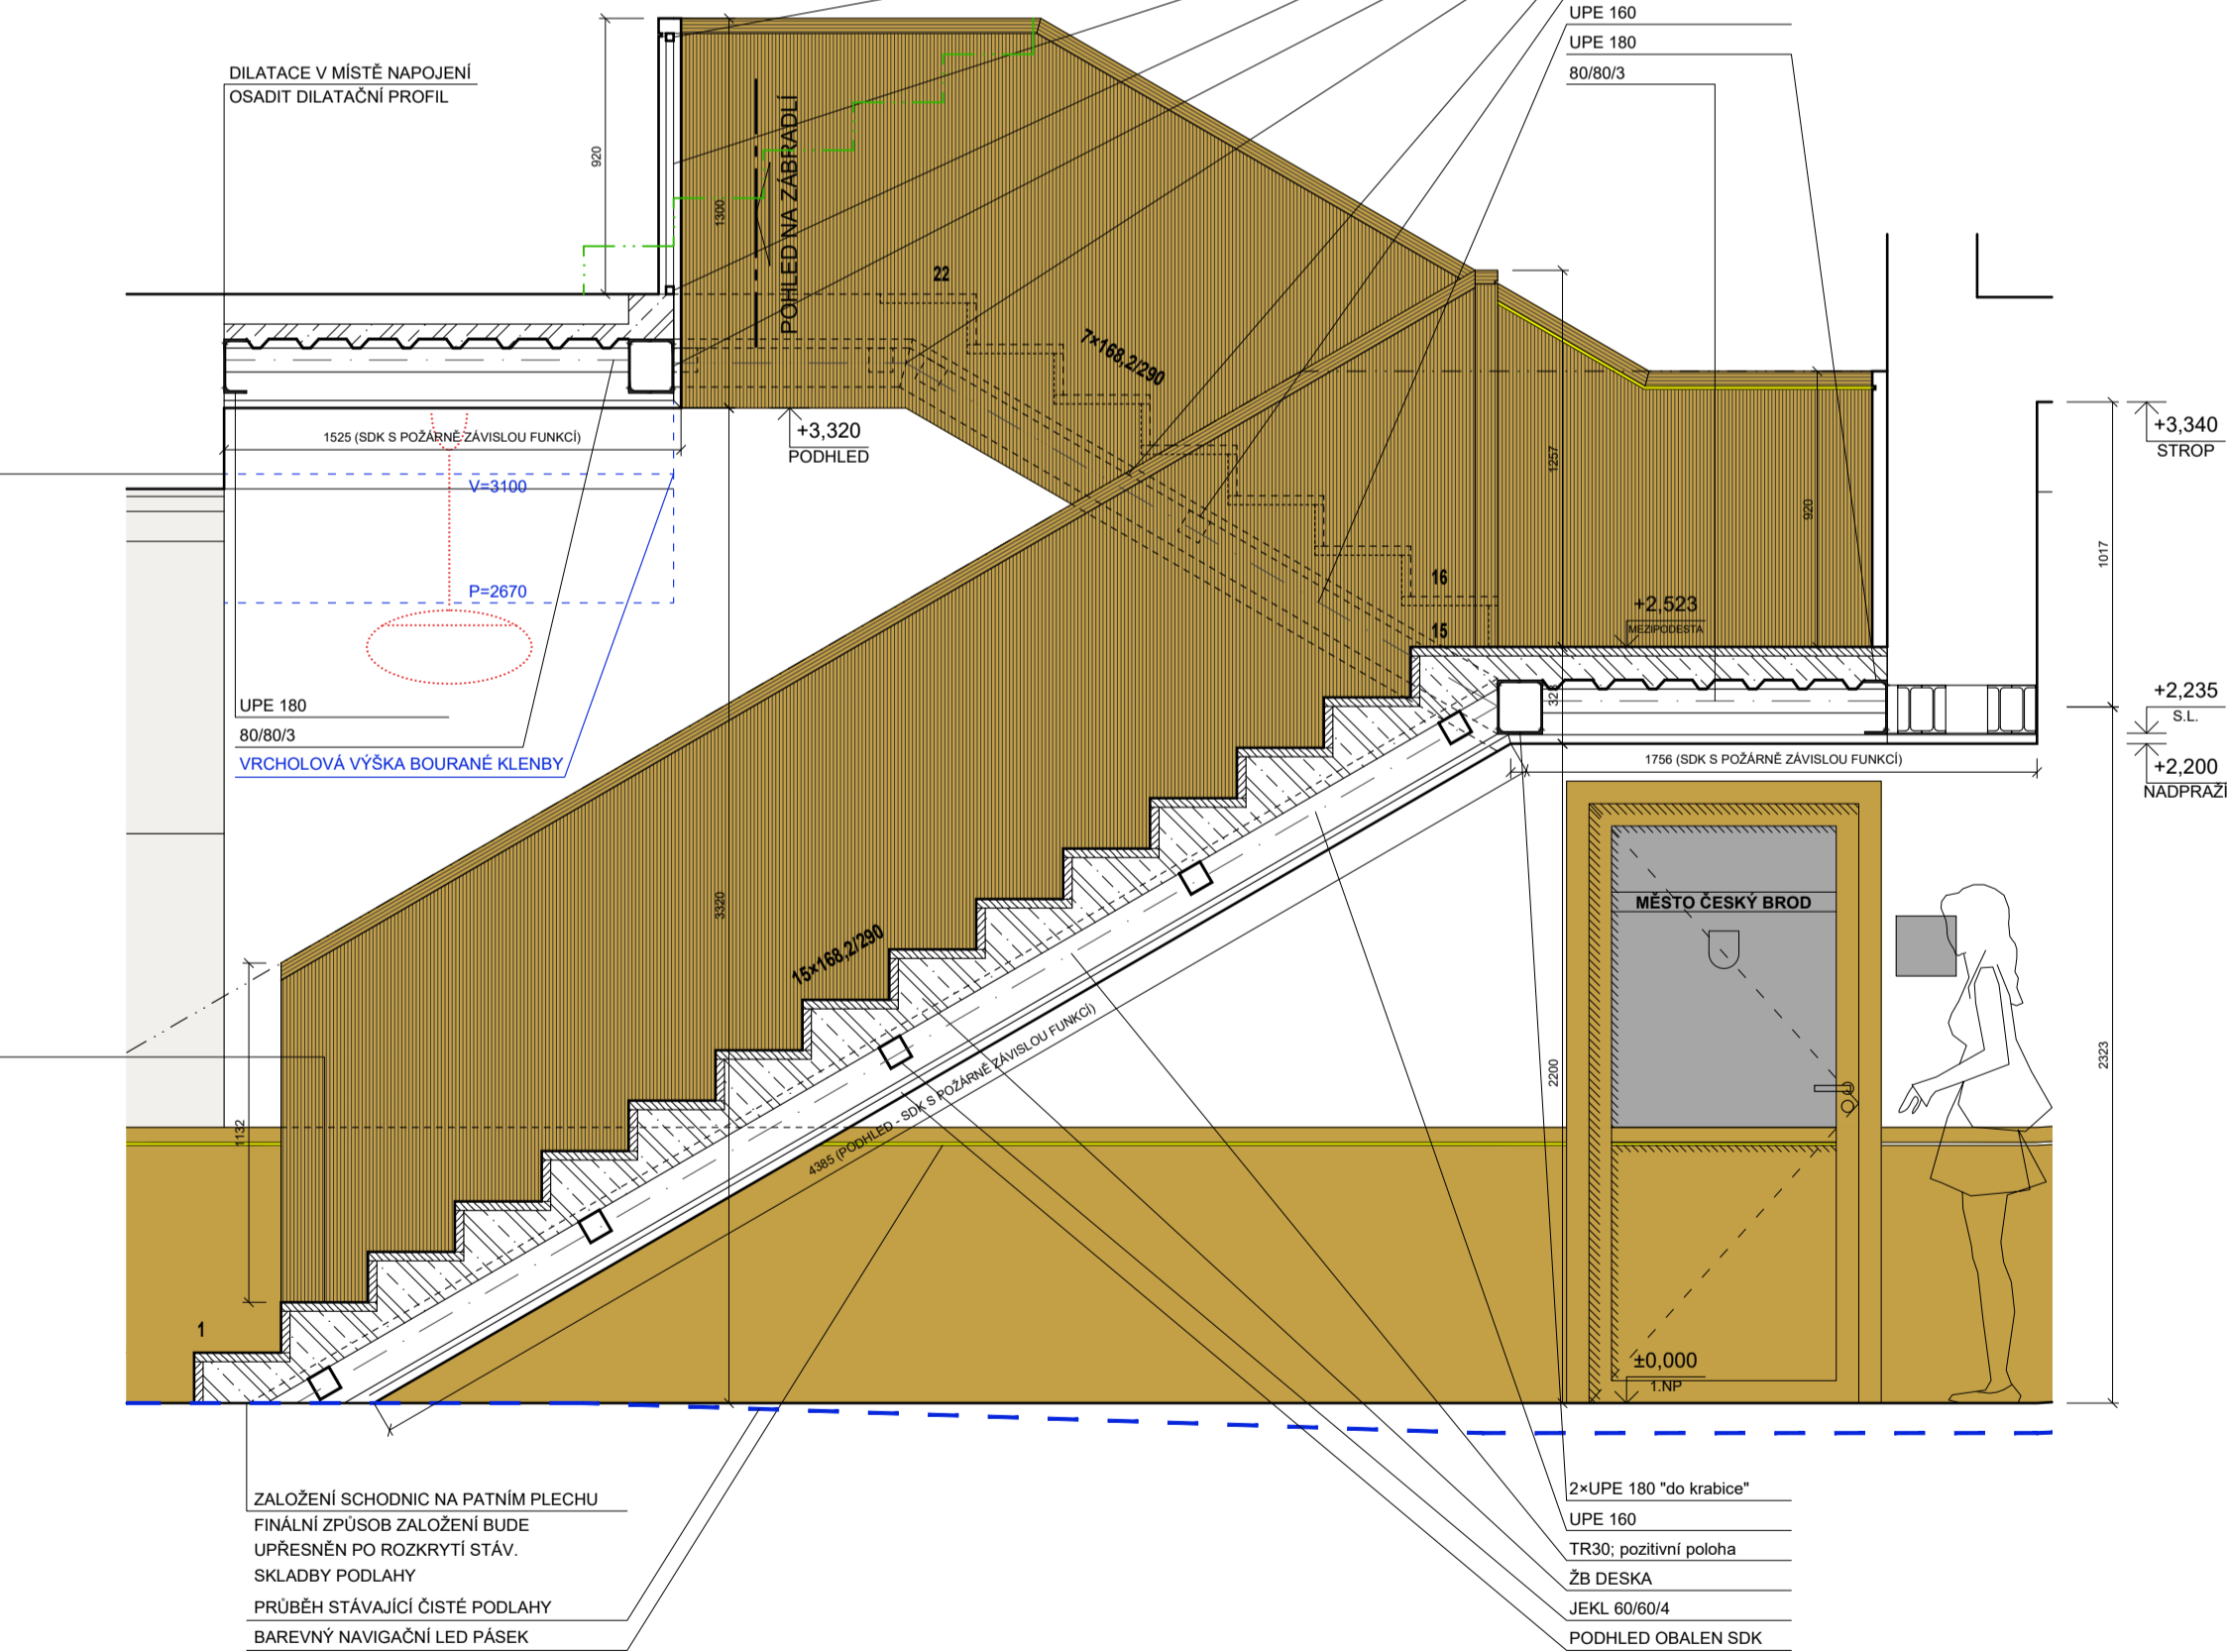 UPE 160
UPE 180
80/80/3
DILATACE V MÍSTĚ NAPOJENÍ
OSADIT DILATAČNÍ PROFIL
920
1300
POHLED NA ZÁBRADLÍ
22
7×168,2/290
+3,320
PODHLED
1525 (SDK S POŽÁRNĚ ZÁVISLOU FUNKCÍ)
V=3100
P=2670
1257
920
+3,340
STROP
1017
16
15
+2,523
MEZIPODESTA
UPE 180
80/80/3
VRCHOLOVÁ VÝŠKA BOURANÉ KLENBY
+2,235
S.L.
+2,200
NADPRAŽÍ
1756 (SDK S POŽÁRNĚ ZÁVISLOU FUNKCÍ)
MĚSTO ČESKÝ BROD
3320
15×168,2/290
4385 (PODHLED - SDK S POŽÁRNĚ ZÁVISLOU FUNKCÍ)
2200
2323
1132
1
±0,000
1.NP
ZALOŽENÍ SCHODNIC NA PATNÍM PLECHU
FINÁLNÍ ZPŮSOB ZALOŽENÍ BUDE
UPŘESNĚN PO ROZKRYTÍ STÁV.
SKLADBY PODLAHY
PRŮBĚH STÁVAJÍCÍ ČISTÉ PODLAHY
BAREVNÝ NAVIGAČNÍ LED PÁSEK
2×UPE 180 "do krabice"
UPE 160
TR30; pozitivní poloha
ŽB DESKA
JEKL 60/60/4
PODHLED OBALEN SDK